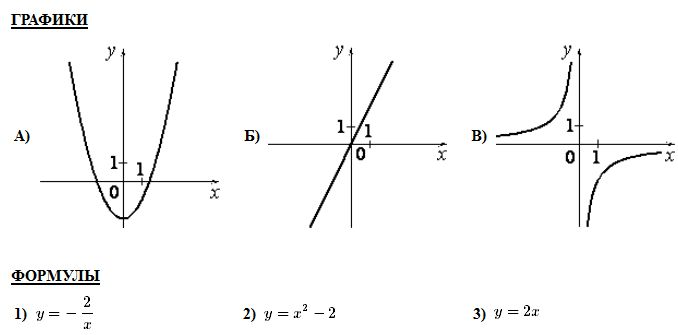 ГРАФИКИ
А) y 1 1 0 x
Б) y 1 1 0 x
В) y 1 0 1 x
ФОРМУЛЫ
1) y = −2/x
2) y = x² − 2
3) y = 2x